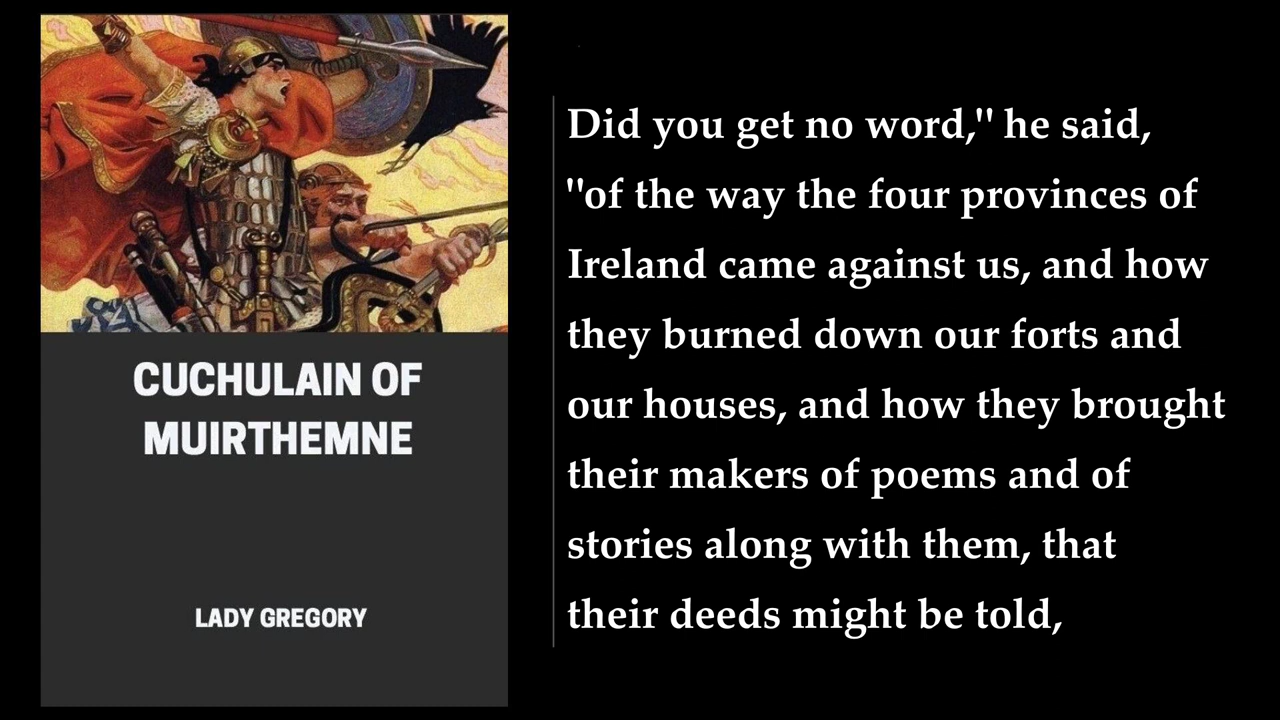 CUCHULAIN OF
MUIRTHEMNE
LADY GREGORY
Did you get no word," he said,
"of the way the four provinces of
Ireland came against us, and how
they burned down our forts and
our houses, and how they brought
their makers of poems and of
stories along with them, that
their deeds might be told,